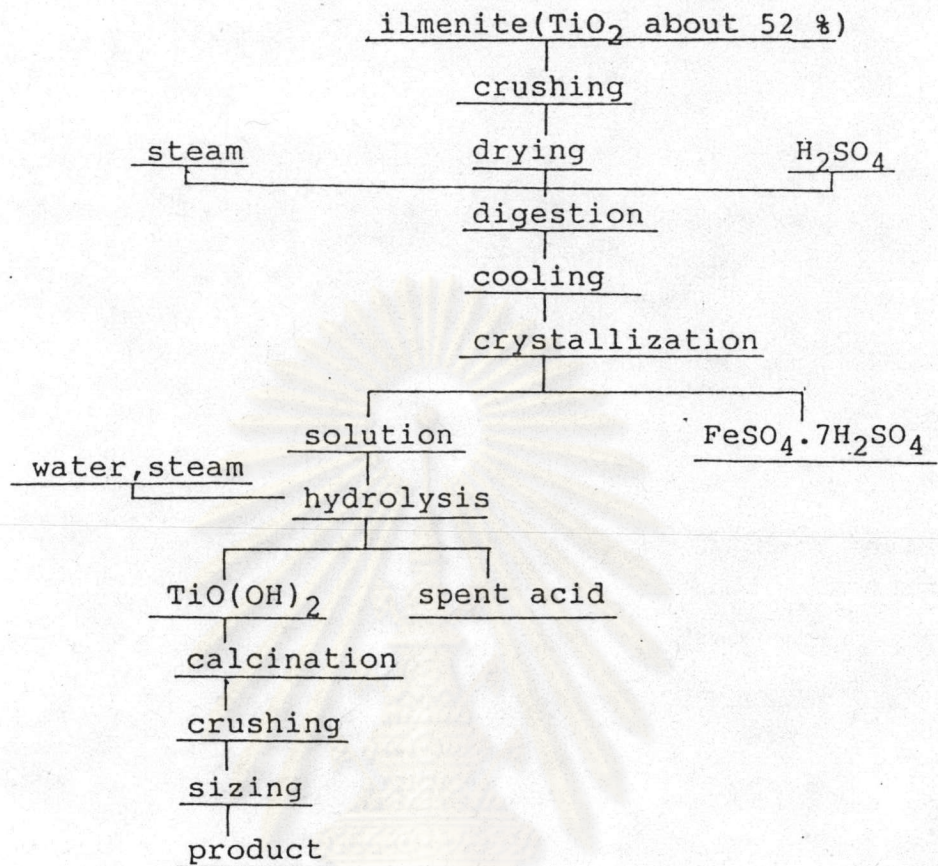 ilmenite(TiO₂ about 52 %)
crushing
steam drying H₂SO₄
digestion
cooling
crystallization
solution FeSO₄.7H₂SO₄
water,steam
hydrolysis
TiO(OH)₂ spent acid
calcination
crushing
sizing
product